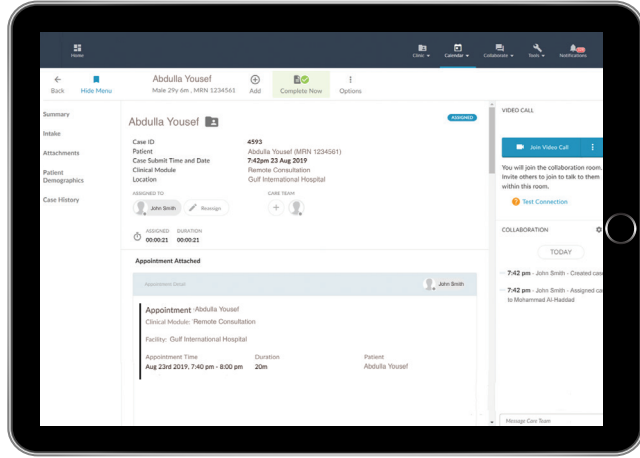 Home
Clinic
Calendar
Collaborate
Tools
Notifications
Back
Hide Menu
Abdulla Yousef
Male 29y 6m , MRN 1234561
Add
Complete Now
Options
Summary
Intake
Attachments
Patient
Demographics
Case History
Abdulla Yousef
ASSIGNED
Case ID 4593
Patient Abdulla Yousef (MRN 1234561)
Case Submit Time and Date 7:42pm 23 Aug 2019
Clinical Module Remote Consultation
Location Gulf International Hospital
ASSIGNED TO CARE TEAM
John Smith Reassign
ASSIGNED DURATION
00:00:21 00:00:21
Appointment Attached
Appointment Detail John Smith
Appointment Abdulla Yousef
Clinical Module: Remote Consultation
Facility: Gulf International Hospital
Appointment Time Duration Patient
Aug 23rd 2019, 7:40 pm - 8:00 pm 20m Abdulla Yousef
VIDEO CALL
Join Video Call
You will join the collaboration room.
Invite others to join to talk to them
within this room.
Test Connection
COLLABORATION
TODAY
7:42 pm - John Smith - Created case
7:42 pm - John Smith - Assigned cas
to Mohammad Al-Haddad
Message Care Team